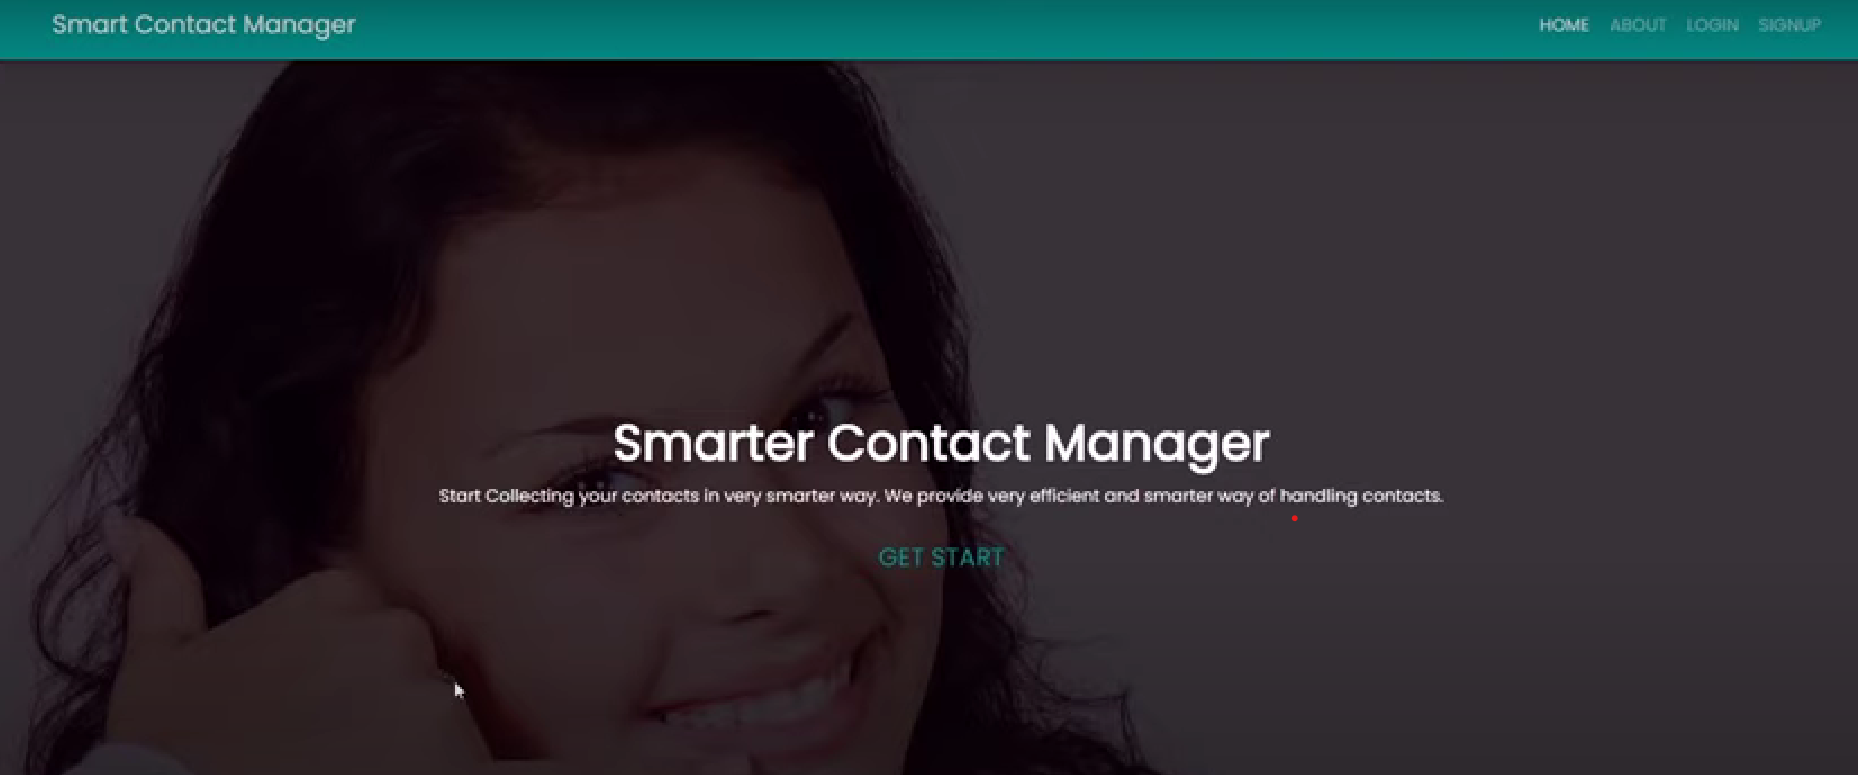 Smart Contact Manager
HOME ABOUT LOGIN SIGNUP
Smarter Contact Manager
Start Collecting your contacts in very smarter way. We provide very efficient and smarter way of handling contacts.
GET START